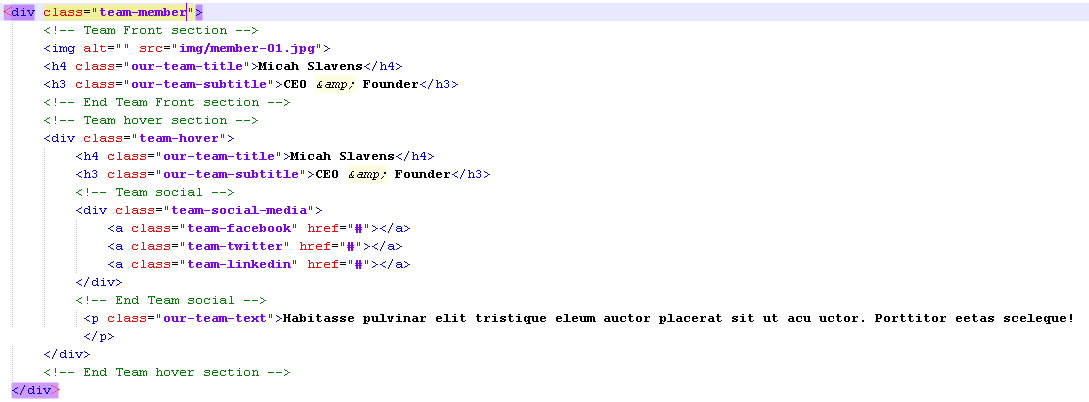 <div class="team-member">
<!-- Team Front section -->
<img alt="" src="img/member-01.jpg">
<h4 class="our-team-title">Micah Slavens</h4>
<h3 class="our-team-subtitle">CEO &amp; Founder</h3>
<!-- End Team Front section -->
<!-- Team hover section -->
<div class="team-hover">
<h4 class="our-team-title">Micah Slavens</h4>
<h3 class="our-team-subtitle">CEO &amp; Founder</h3>
<!-- Team social -->
<div class="team-social-media">
<a class="team-facebook" href="#"></a>
<a class="team-twitter" href="#"></a>
<a class="team-linkedin" href="#"></a>
</div>
<!-- End Team social -->
<p class="our-team-text">Habitasse pulvinar elit tristique eleum auctor placerat sit ut acu uctor. Porttitor eetas sceleque!
</p>
</div>
<!-- End Team hover section -->
</div>